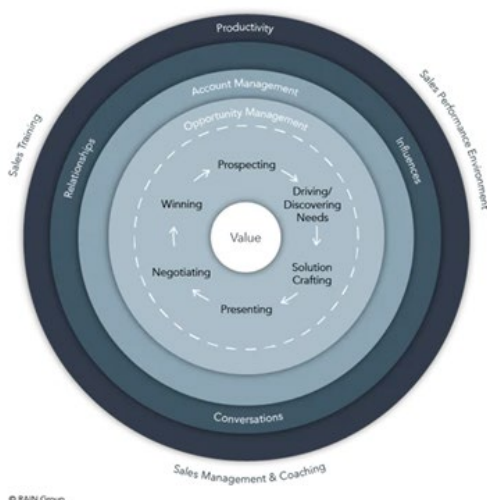 Productivity
Account Management
Opportunity Management
Sales Training
Sales Performance Environment
Relationships
Influences
Prospecting
Winning
Driving/
Discovering
Needs
Value
Negotiating
Solution
Crafting
Presenting
Conversations
Sales Management & Coaching
© RAIN Group